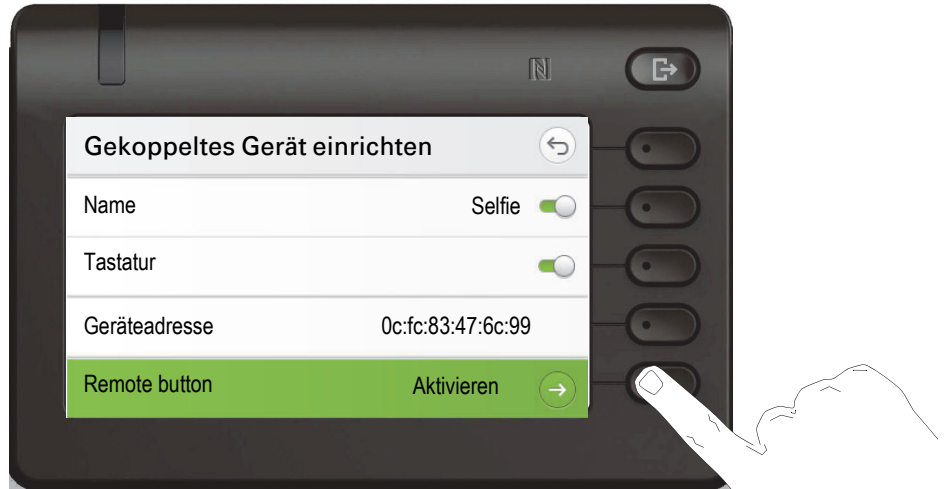 Gekoppeltes Gerät einrichten
Name Selfie
Tastatur
Geräteadresse 0c:fc:83:47:6c:99
Remote button Aktivieren